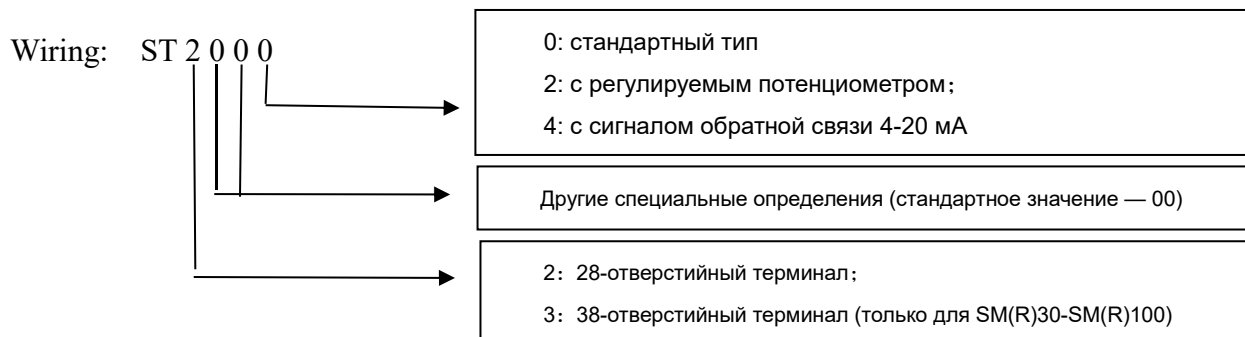 0: стандартный тип
Wiring: ST 2 0 0 0
2: с регулируемым потенциометром；
4: с сигналом обратной связи 4-20 мА
Другие специальные определения (стандартное значение — 00)
2： 28-отверстийный терминал；
3： 38-отверстийный терминал (только для SM(R)30-SM(R)100)